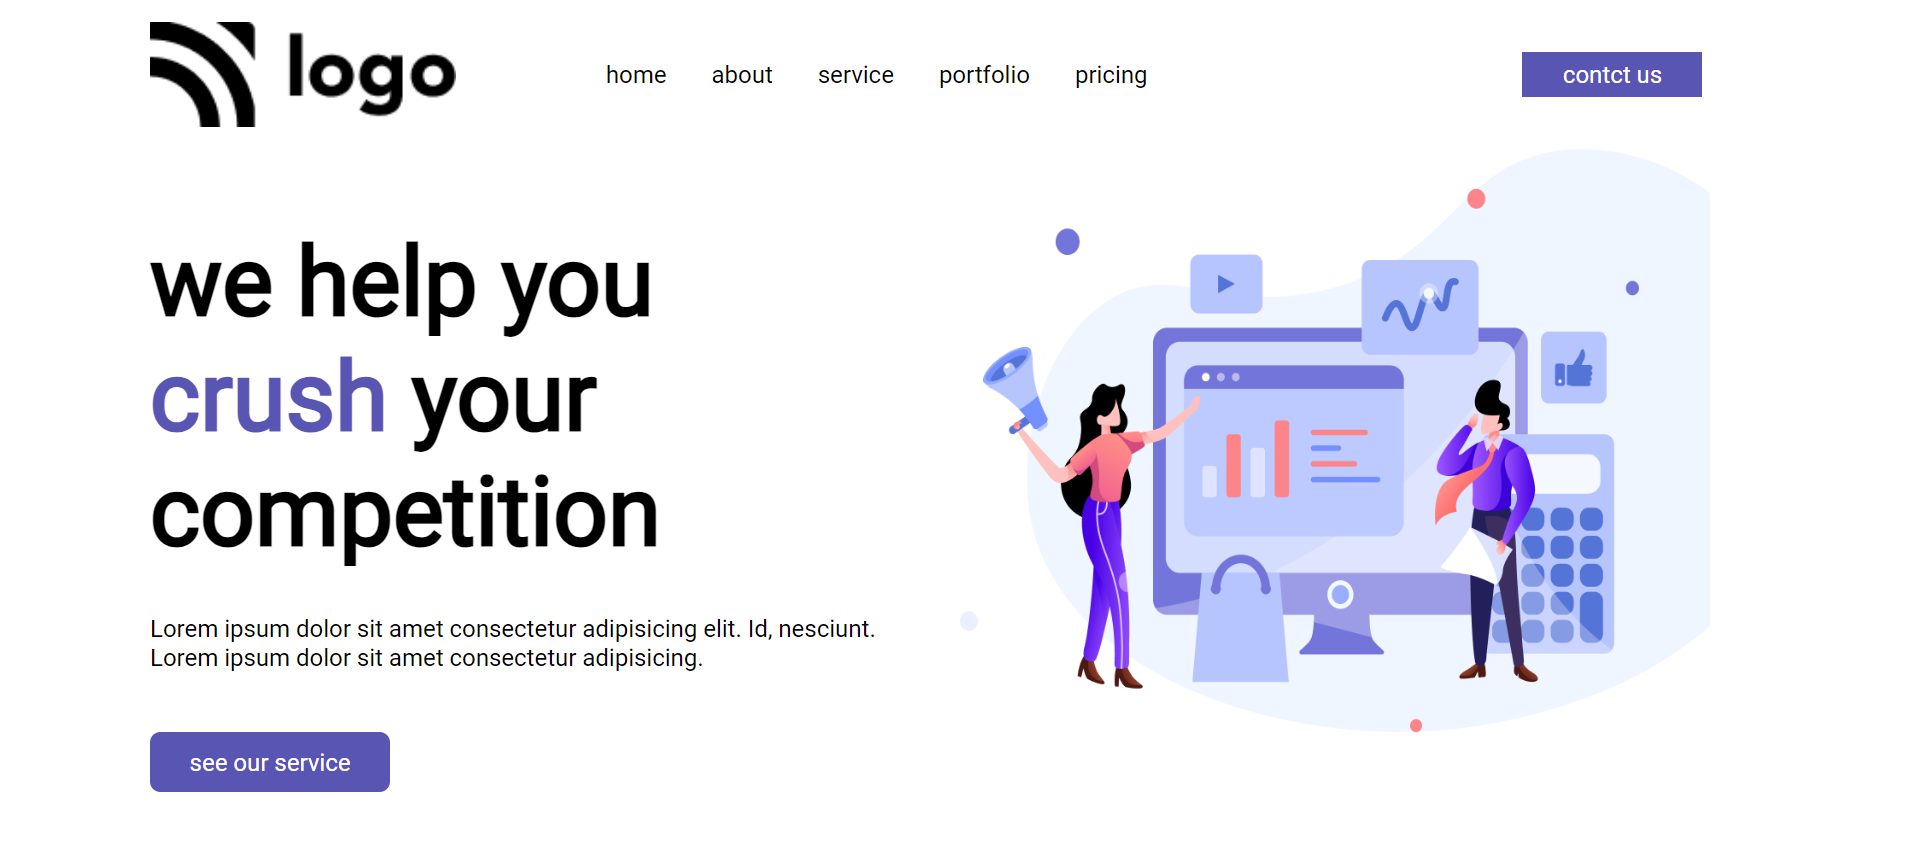 logo
home about service portfolio pricing contct us
we help you
crush your
competition
Lorem ipsum dolor sit amet consectetur adipisicing elit. Id, nesciunt.
Lorem ipsum dolor sit amet consectetur adipisicing.
see our service